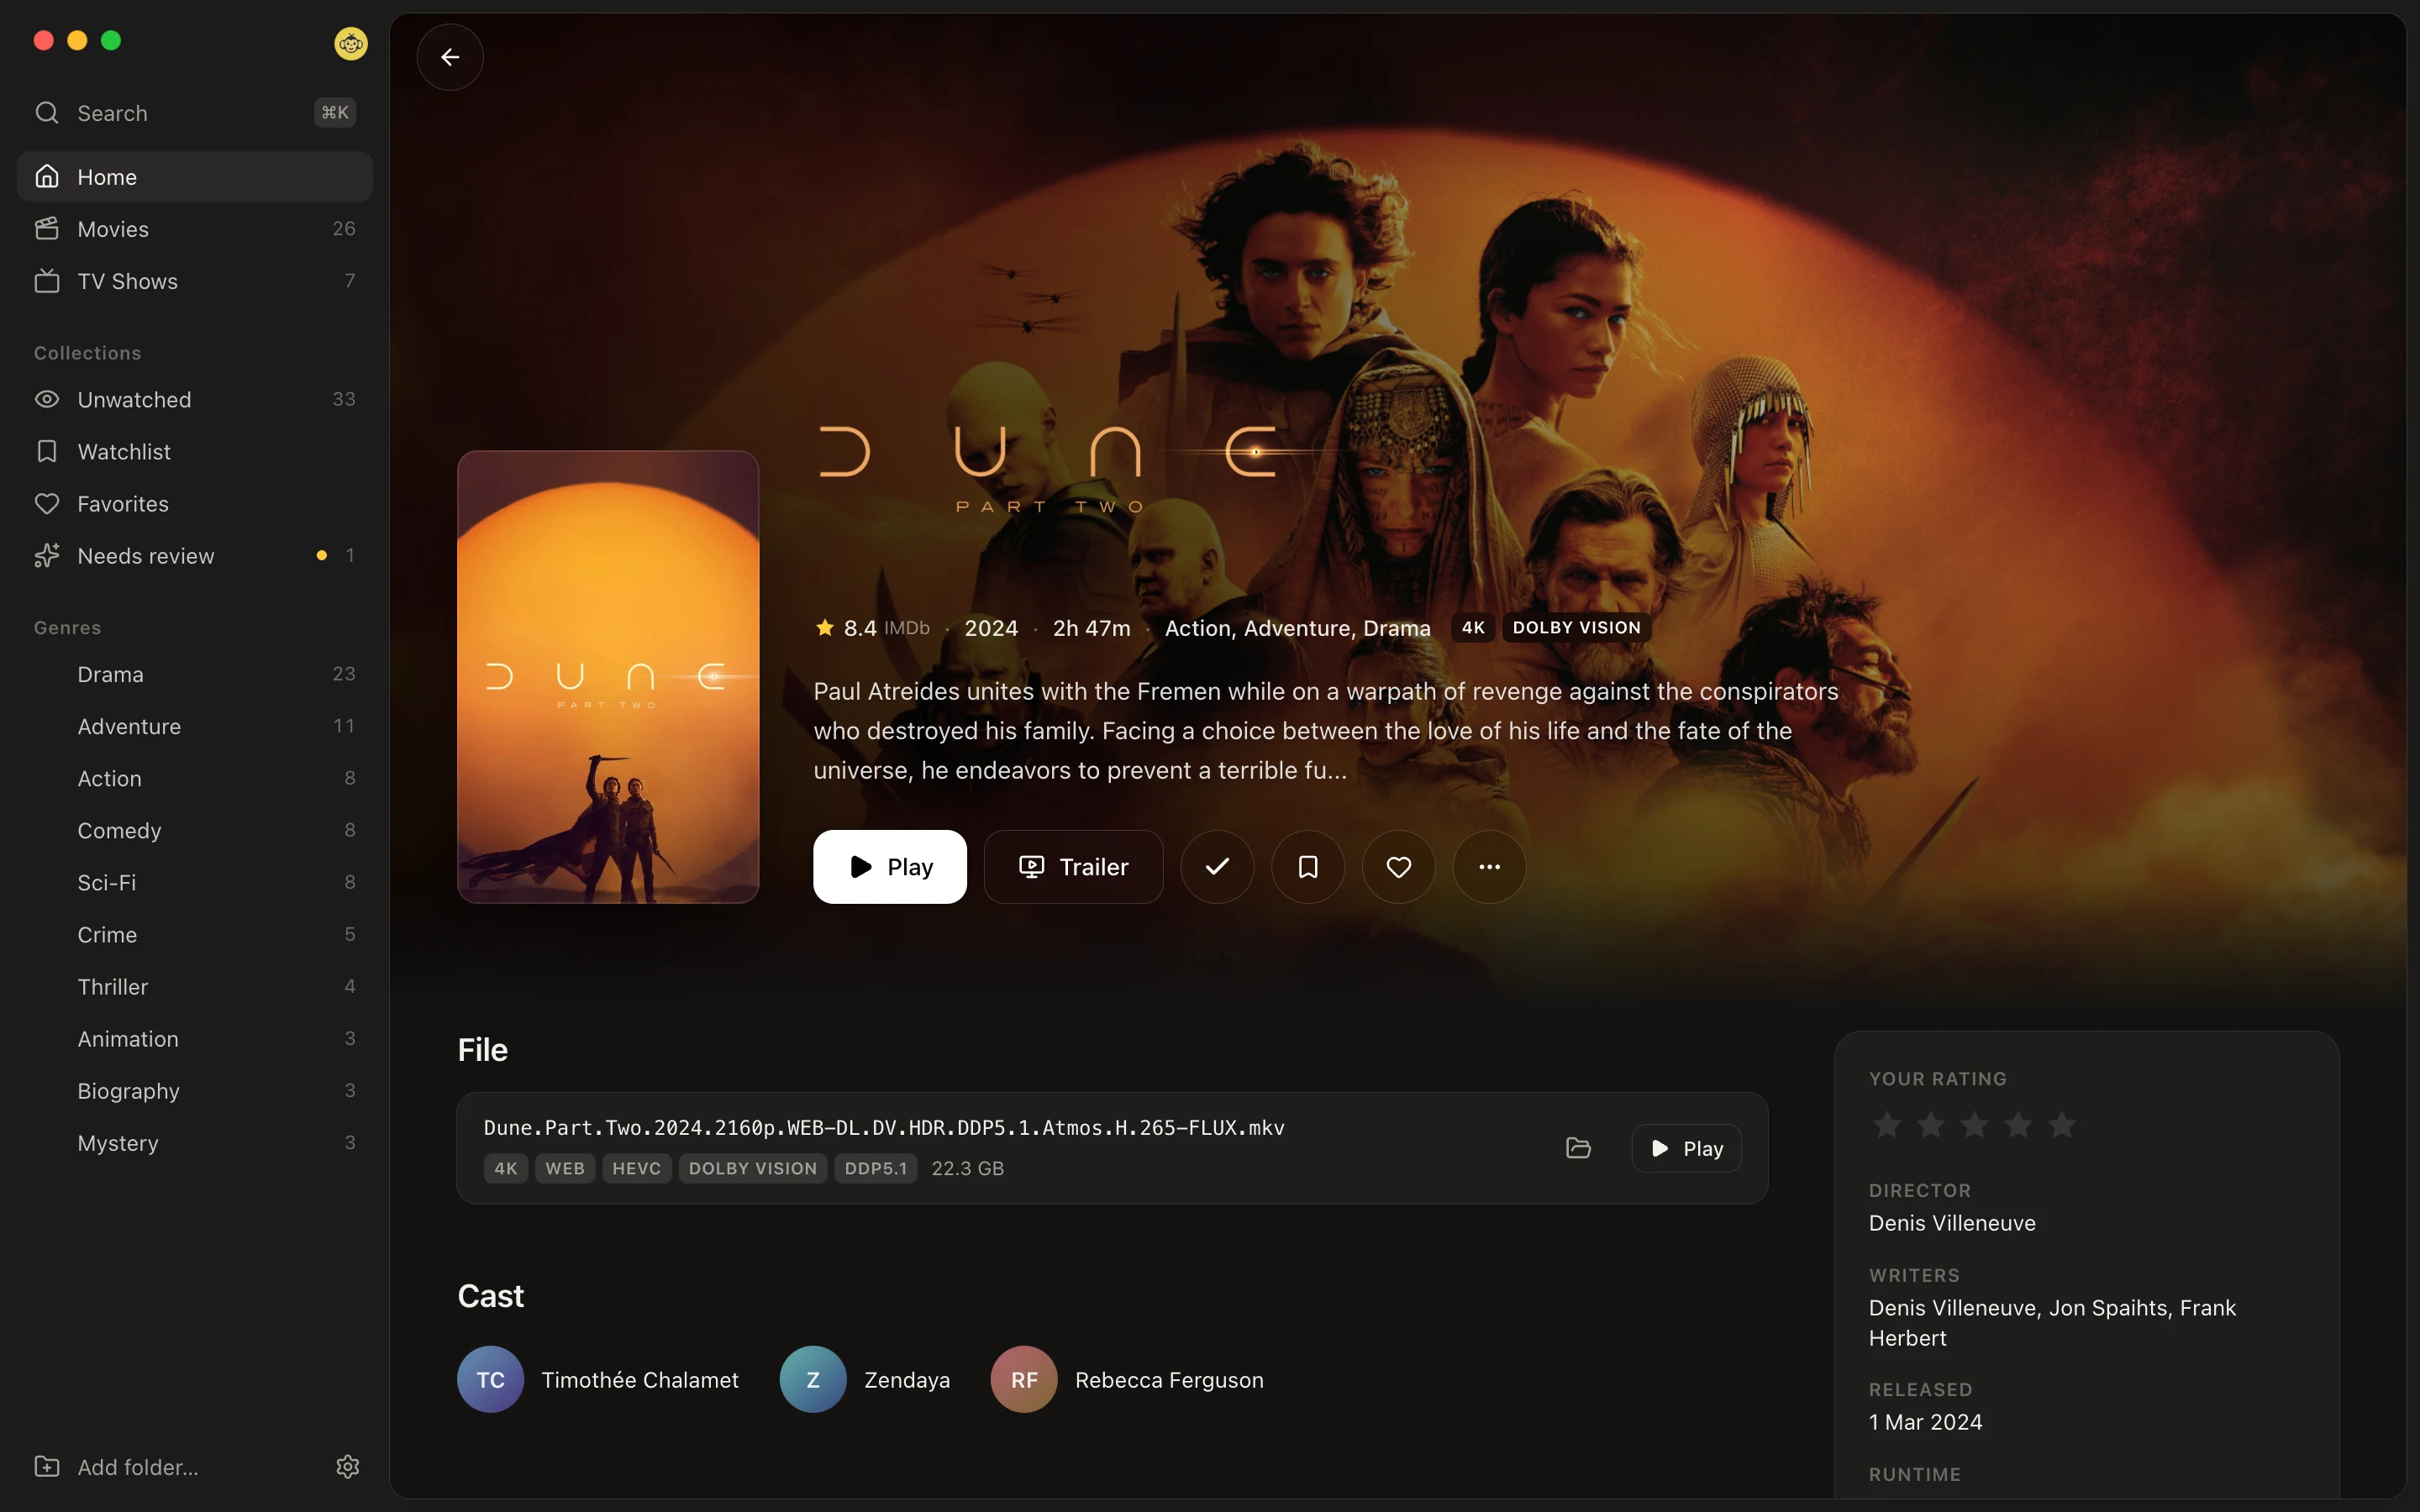 Search ⌘K
Home
Movies 26
TV Shows 7
Collections
Unwatched 33
Watchlist
Favorites
Needs review 1
Genres
Drama 23
Adventure 11
Action 8
Comedy 8
Sci-Fi 8
Crime 5
Thriller 4
Animation 3
Biography 3
Mystery 3
Add folder...
DUNE
PART TWO
DUNE
PART TWO
8.4 IMDb · 2024 · 2h 47m · Action, Adventure, Drama 4K DOLBY VISION
Paul Atreides unites with the Fremen while on a warpath of revenge against the conspirators
who destroyed his family. Facing a choice between the love of his life and the fate of the
universe, he endeavors to prevent a terrible fu...
Play Trailer
File
Dune.Part.Two.2024.2160p.WEB-DL.DV.HDR.DDP5.1.Atmos.H.265-FLUX.mkv
4K WEB HEVC DOLBY VISION DDP5.1 22.3 GB
Play
Cast
TC Timothée Chalamet Z Zendaya RF Rebecca Ferguson
YOUR RATING
DIRECTOR
Denis Villeneuve
WRITERS
Denis Villeneuve, Jon Spaihts, Frank
Herbert
RELEASED
1 Mar 2024
RUNTIME